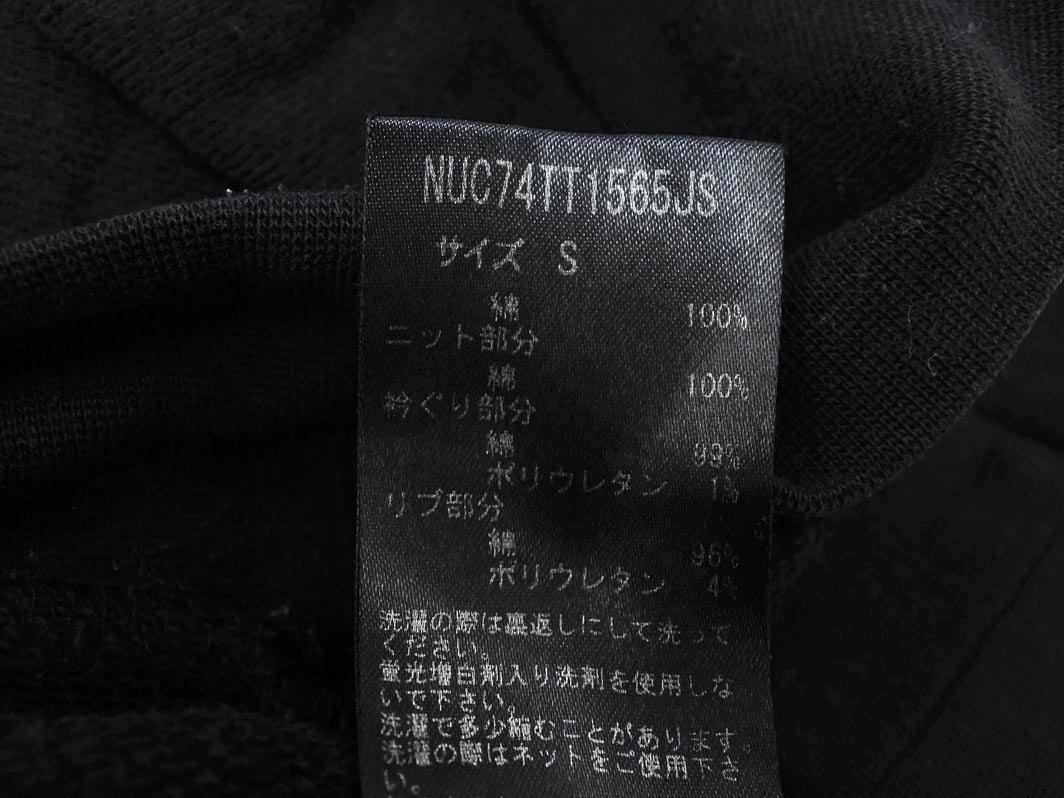 NUC74TT1565JS
サイズ S
綿 100%
ニット部分
綿 100%
衿ぐり部分
綿 99%
ポリウレタン 1%
リブ部分
綿 96%
ポリウレタン 4%
洗濯の際は裏返しにして洗って
ください。
蛍光増白剤入り洗剤を使用しな
いで下さい。
洗濯で多少縮むことがあります。
洗濯の際はネットをご使用下さ
い。